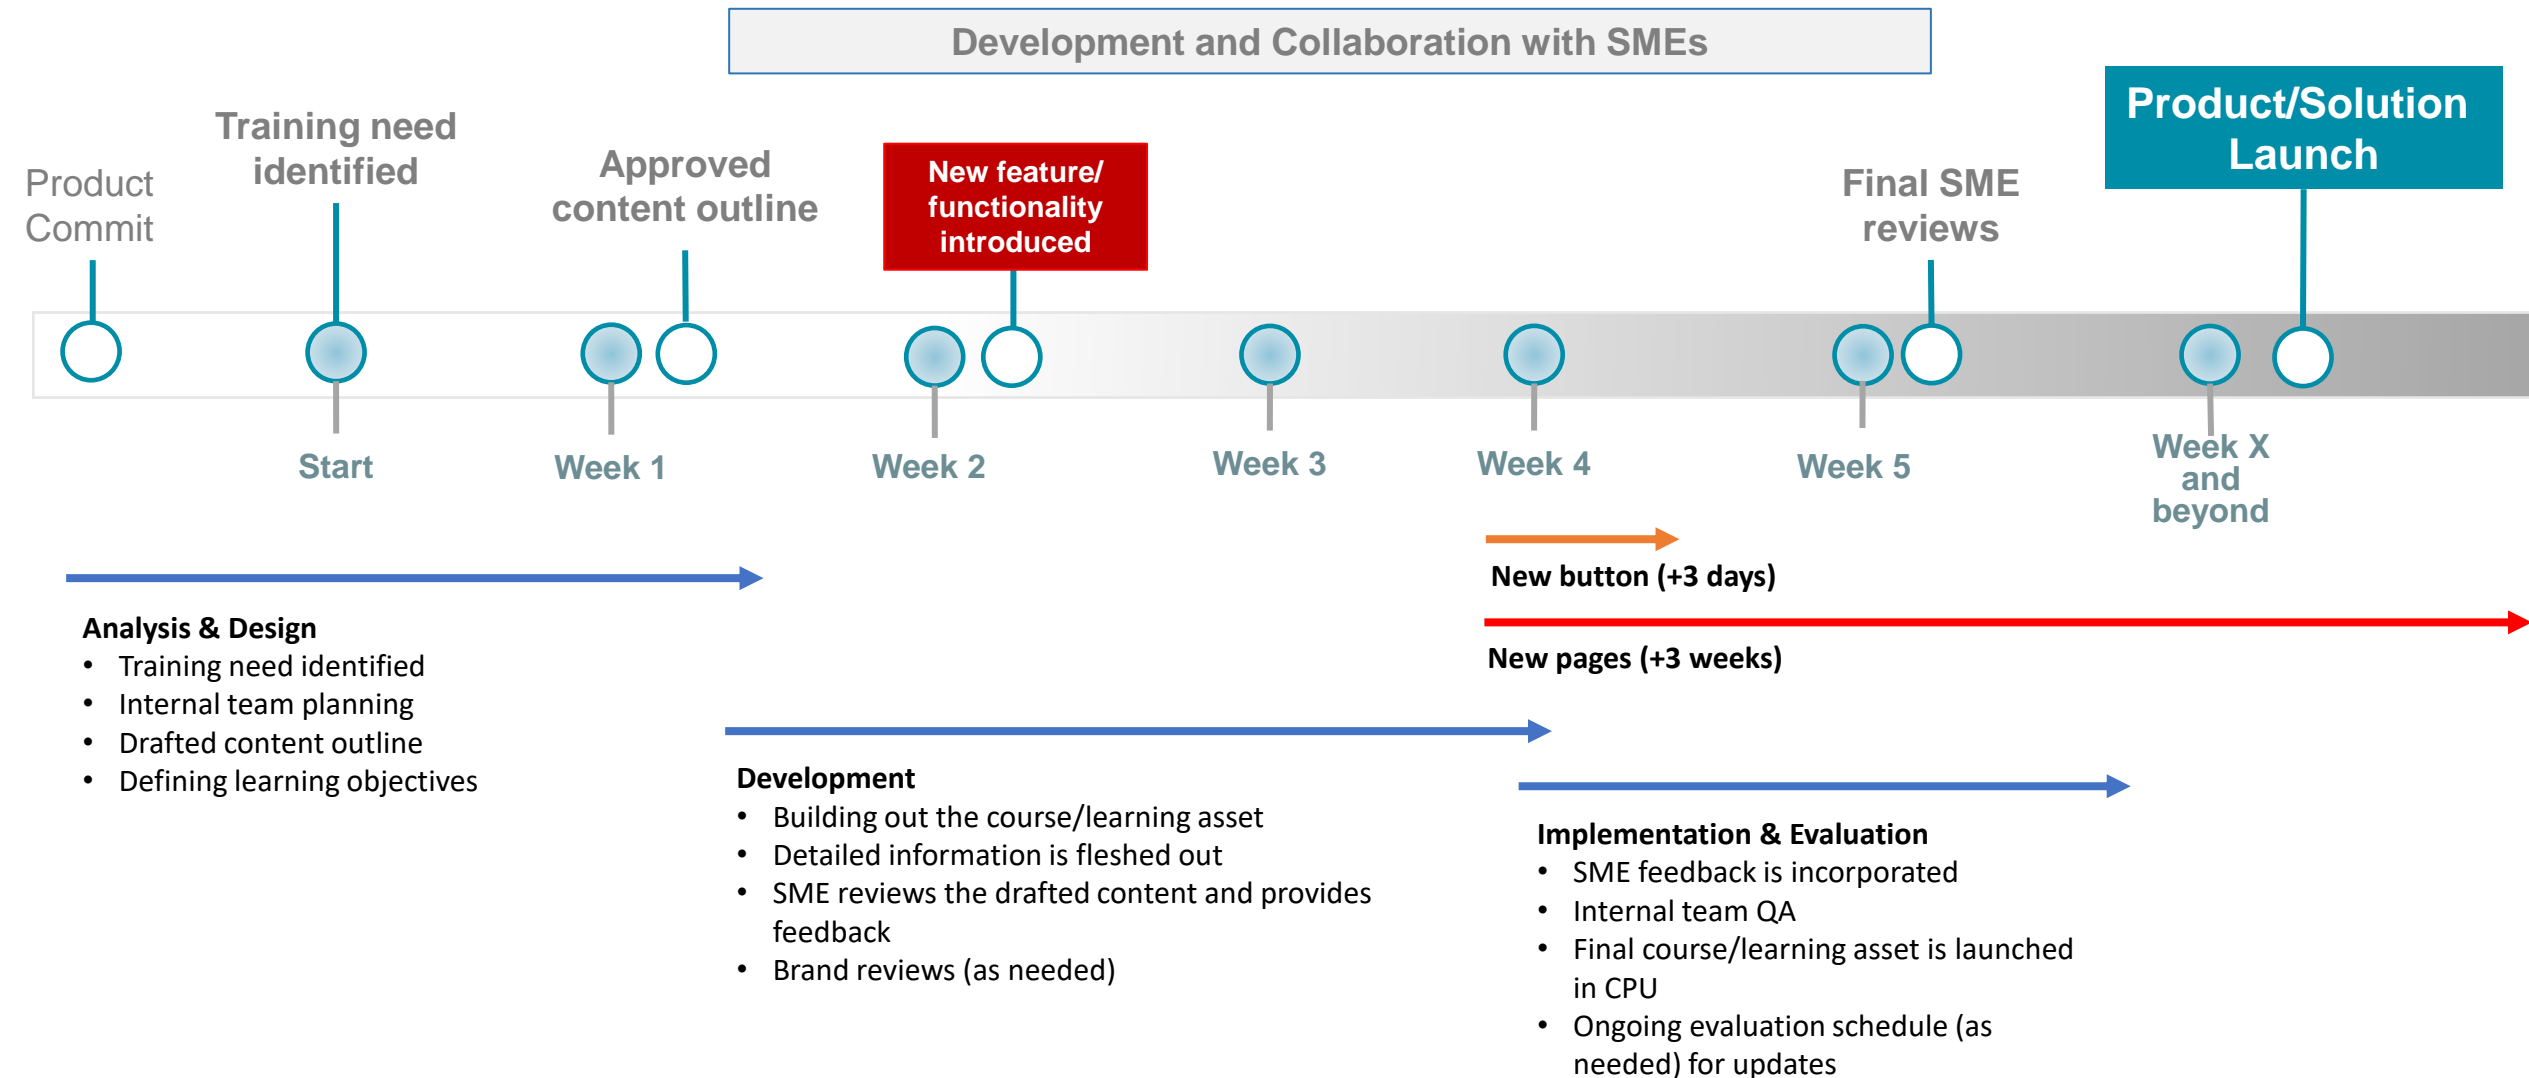 Development and Collaboration with SMEs
Product
Commit
Training need
identified
Approved
content outline
New feature/
functionality
introduced
Final SME
reviews
Product/Solution
Launch
Start
Week 1
Week 2
Week 3
Week 4
Week 5
Week X
and
beyond
New button (+3 days)
New pages (+3 weeks)
Analysis & Design
• Training need identified
• Internal team planning
• Drafted content outline
• Defining learning objectives
Development
• Building out the course/learning asset
• Detailed information is fleshed out
• SME reviews the drafted content and provides
feedback
• Brand reviews (as needed)
Implementation & Evaluation
• SME feedback is incorporated
• Internal team QA
• Final course/learning asset is launched
in CPU
• Ongoing evaluation schedule (as
needed) for updates